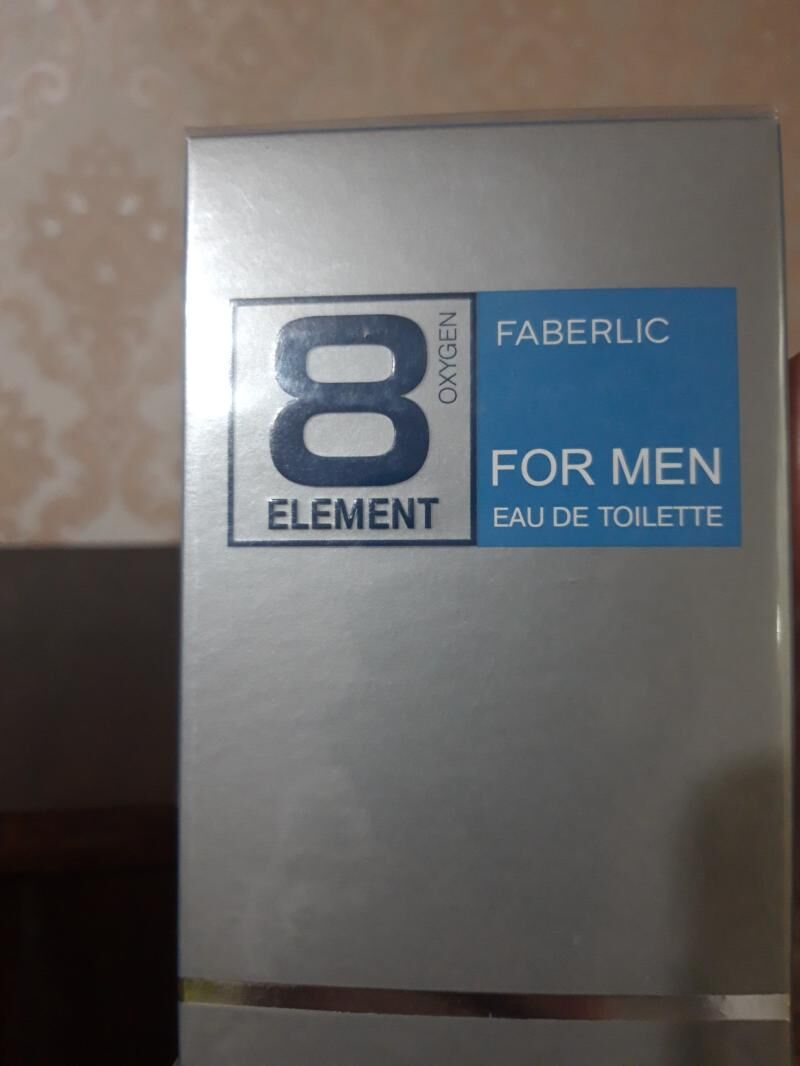 8
OXYGEN
ELEMENT
FABERLIC
FOR MEN
EAU DE TOILETTE